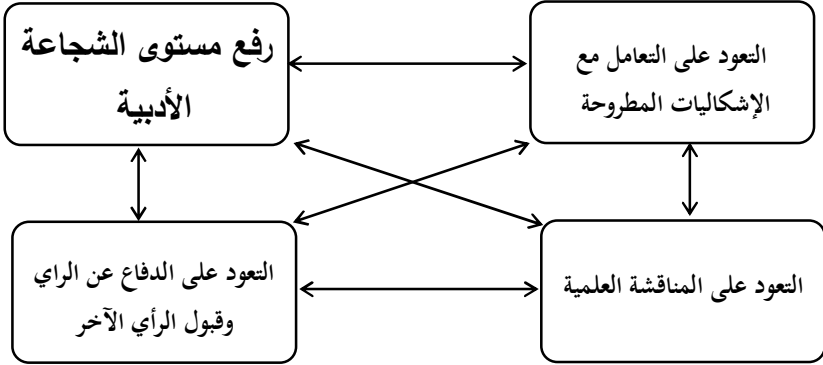 التعود على التعامل مع
الإشكاليات المطروحة
رفع مستوى الشجاعة
الأدبية
التعود على المناقشة العلمية
التعود على الدفاع عن الراي
وقبول الرأي الآخر